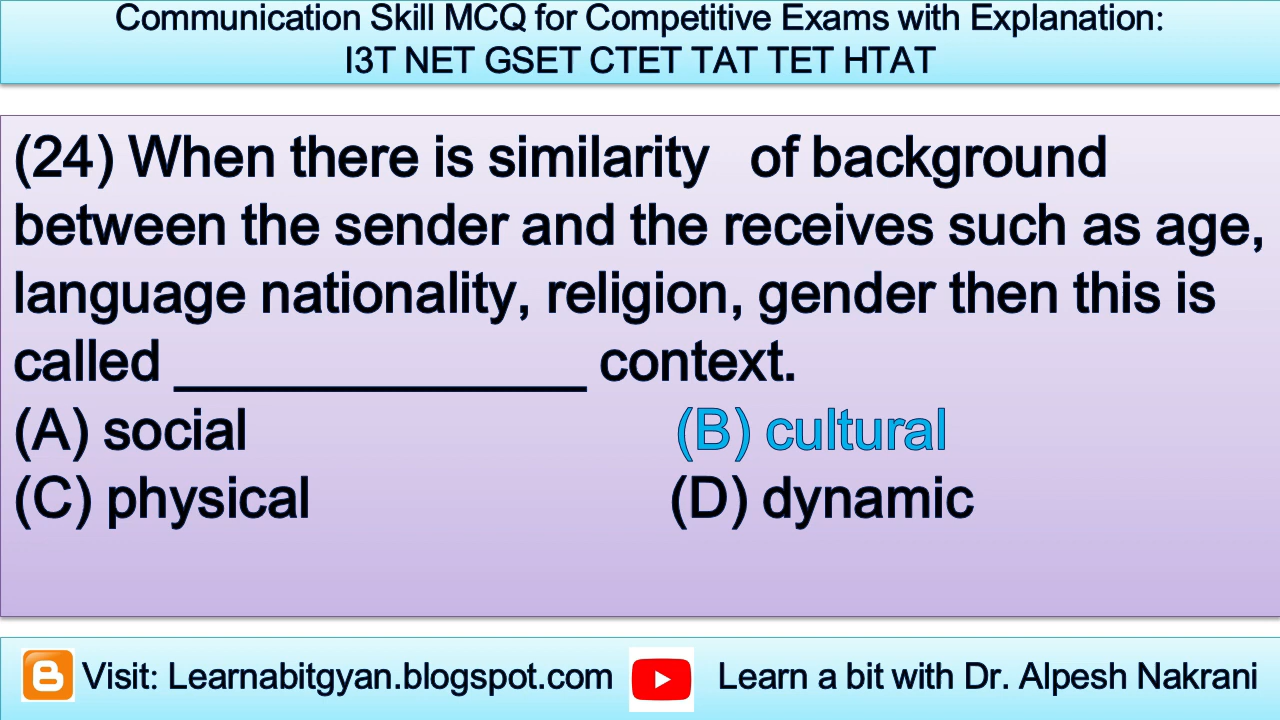 Communication Skill MCQ for Competitive Exams with Explanation:
I3T NET GSET CTET TAT TET HTAT
(24) When there is similarity of background
between the sender and the receives such as age,
language nationality, religion, gender then this is
called _______________ context.
(A) social (B) cultural
(C) physical (D) dynamic
Visit: Learnabitgyan.blogspot.com Learn a bit with Dr. Alpesh Nakrani